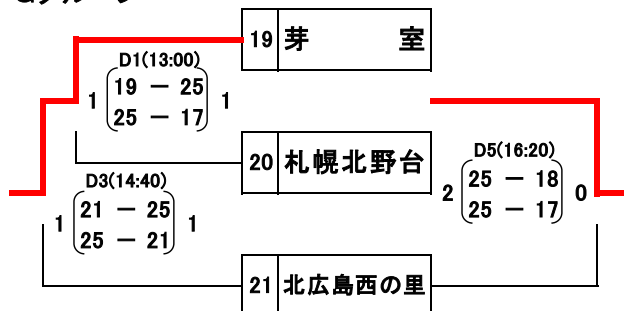 19 芽 室
D1(13:00)
1 19 － 25 1
25 － 17
20 札幌北野台
D5(16:20)
2 25 － 18 0
25 － 17
D3(14:40)
1 21 － 25 1
25 － 21
21 北広島西の里